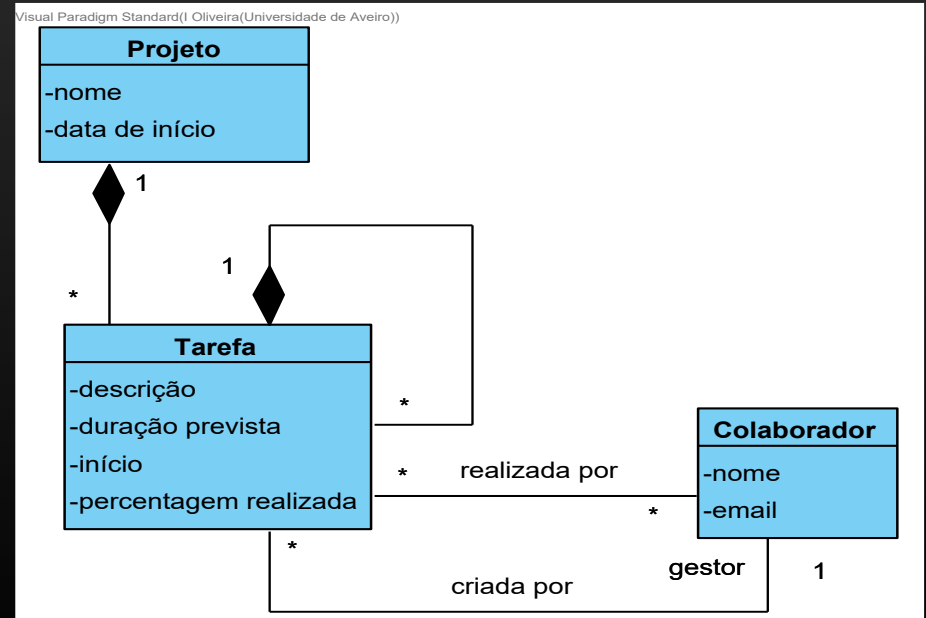 Visual Paradigm Standard(I Oliveira(Universidade de Aveiro))
Projeto
-nome
-data de início
1
*
1
*
Tarefa
-descrição
-duração prevista
-início
-percentagem realizada
*
realizada por
*
Colaborador
-nome
-email
*
criada por
gestor
1